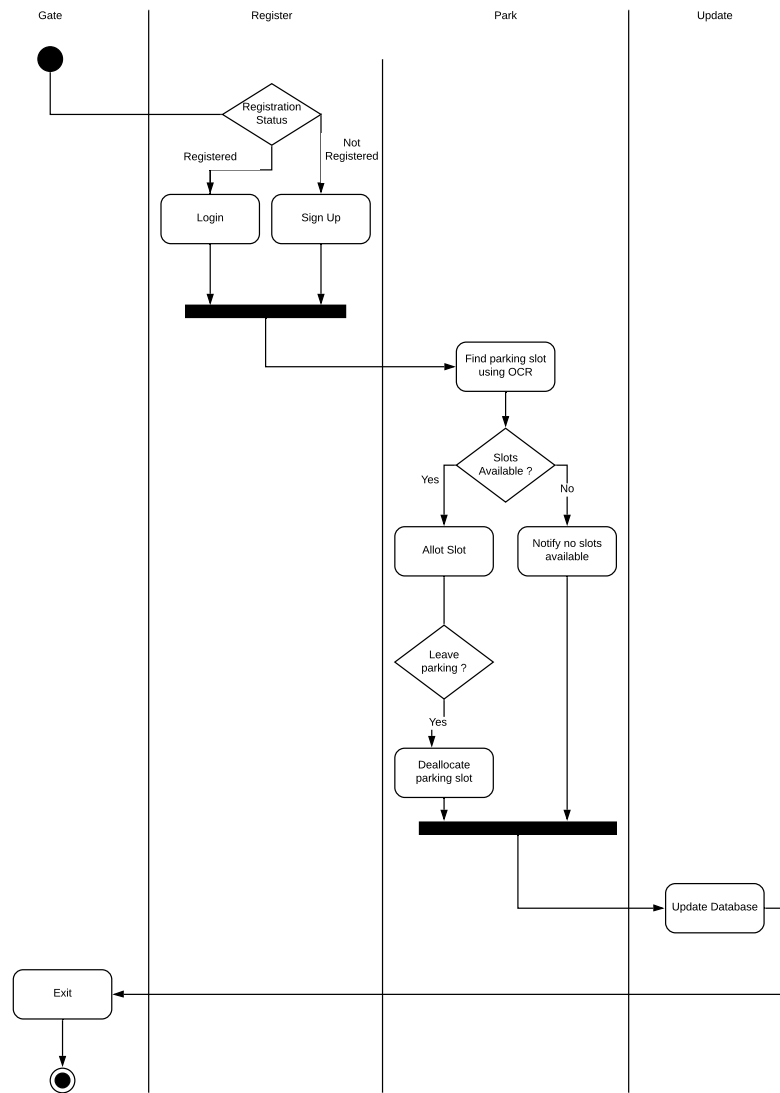 Gate
Register
Park
Update
Registration
Status
Registered
Not
Registered
Login
Sign Up
Find parking slot
using OCR
Slots
Available ?
Yes
No
Allot Slot
Notify no slots
available
Leave
parking ?
Yes
Deallocate
parking slot
Update Database
Exit